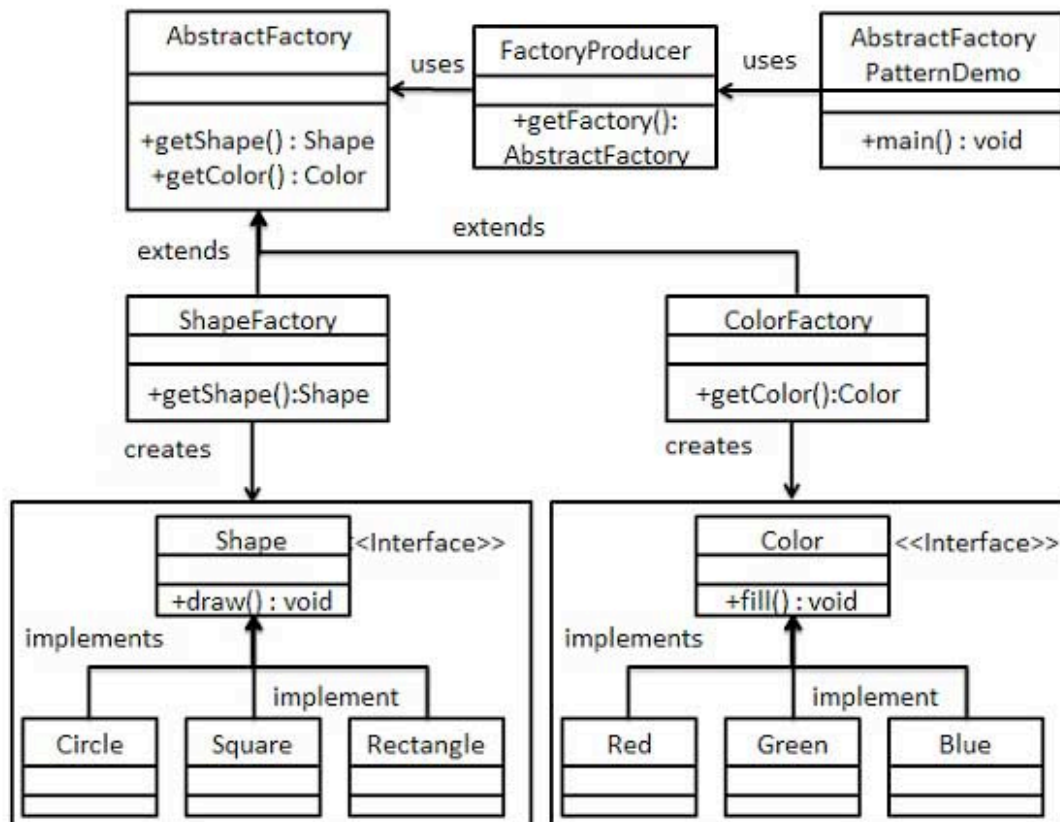 AbstractFactory
+getShape() : Shape
+getColor() : Color
uses
FactoryProducer
+getFactory():
AbstractFactory
uses
AbstractFactory
PatternDemo
+main() : void
extends
extends
ShapeFactory
+getShape():Shape
ColorFactory
+getColor():Color
creates
creates
Shape
<<Interface>>
+draw() : void
implements
implement
Circle
Square
Rectangle
Color
<<Interface>>
+fill() : void
implements
implement
Red
Green
Blue